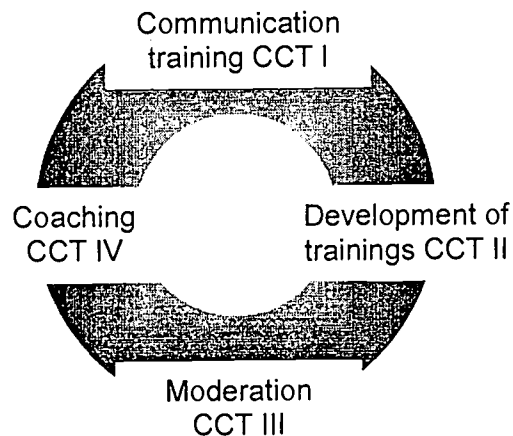 Communication
training CCT I
Development of
trainings CCT II
Moderation
CCT III
Coaching
CCT IV